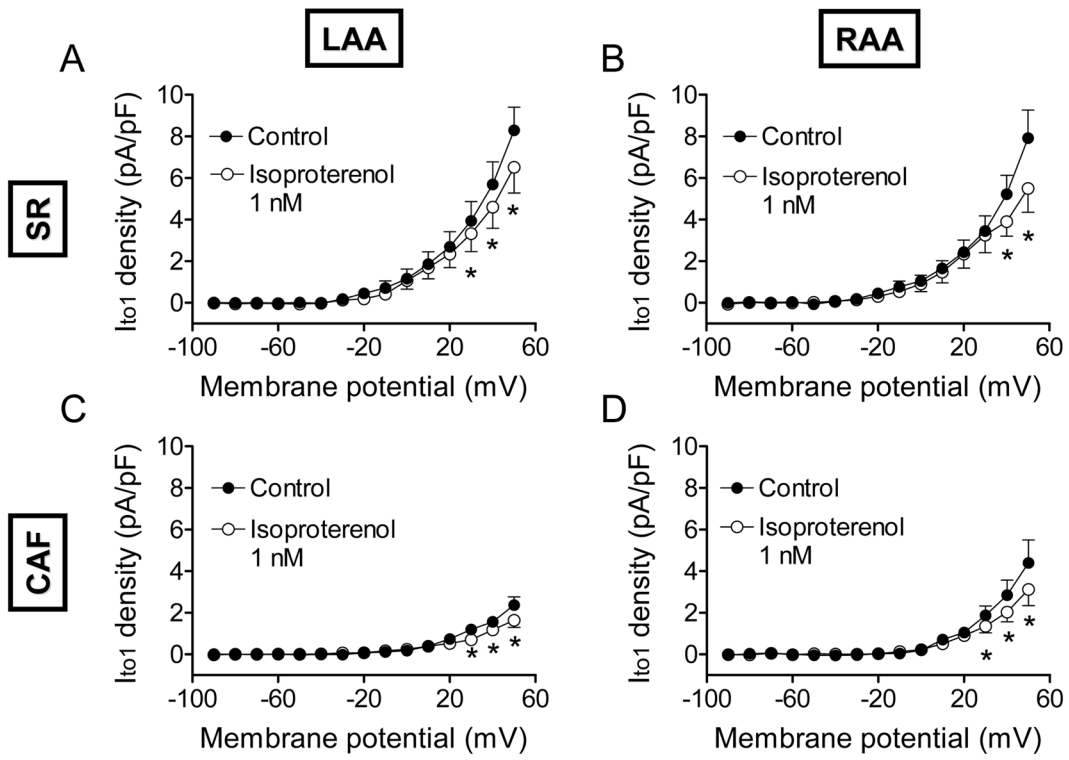 LAA
RAA
A
B
SR
Ito1 density (pA/pF)
10
8
6
4
2
0
Control
Isoproterenol
1 nM
*
*
*
-100
-60
-20
20
60
Membrane potential (mV)
Ito1 density (pA/pF)
10
8
6
4
2
0
Control
Isoproterenol
1 nM
*
*
-100
-60
-20
20
60
Membrane potential (mV)
C
D
CAF
Ito1 density (pA/pF)
10
8
6
4
2
0
Control
Isoproterenol
1 nM
*
*
*
-100
-60
-20
20
60
Membrane potential (mV)
Ito1 density (pA/pF)
10
8
6
4
2
0
Control
Isoproterenol
1 nM
*
*
*
-100
-60
-20
20
60
Membrane potential (mV)